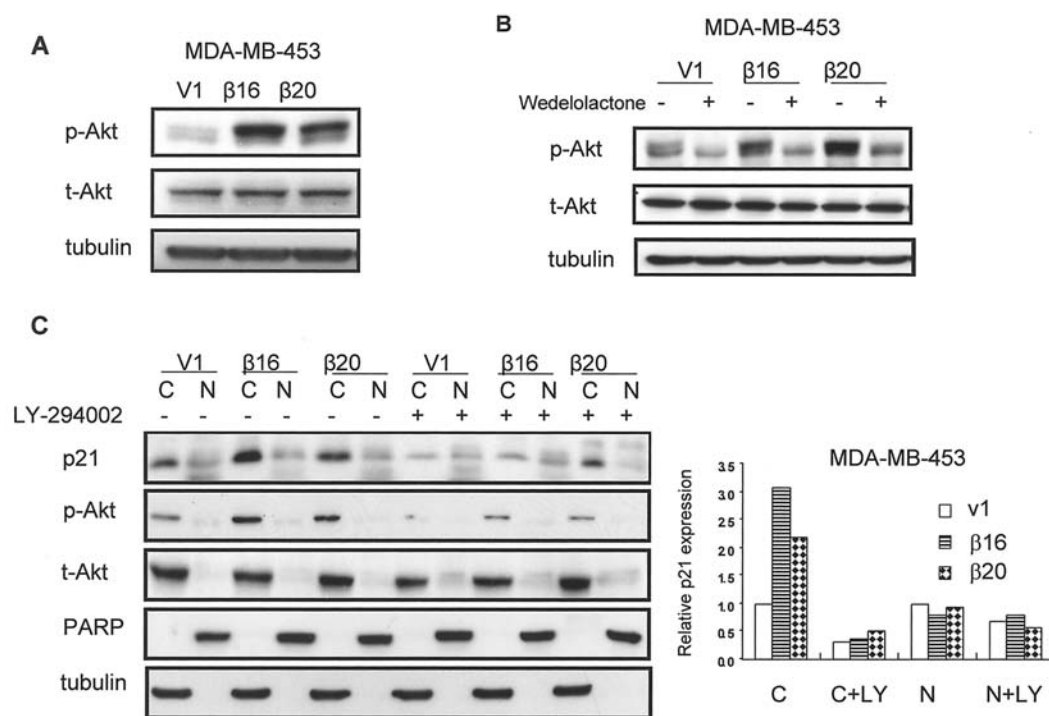 A
MDA-MB-453
V1 β16 β20
p-Akt
t-Akt
tubulin
B
MDA-MB-453
V1 β16 β20
Wedelolactone - + - + - +
p-Akt
t-Akt
tubulin
C
V1 β16 β20 V1 β16 β20
C N C N C N C N C N C N
LY-294002 - - - - - - + + + + + +
p21
p-Akt
t-Akt
PARP
tubulin
MDA-MB-453
Relative p21 expression
3.5
3.0
2.5
2.0
1.5
1.0
0.5
0.0
v1
β16
β20
C C+LY N N+LY